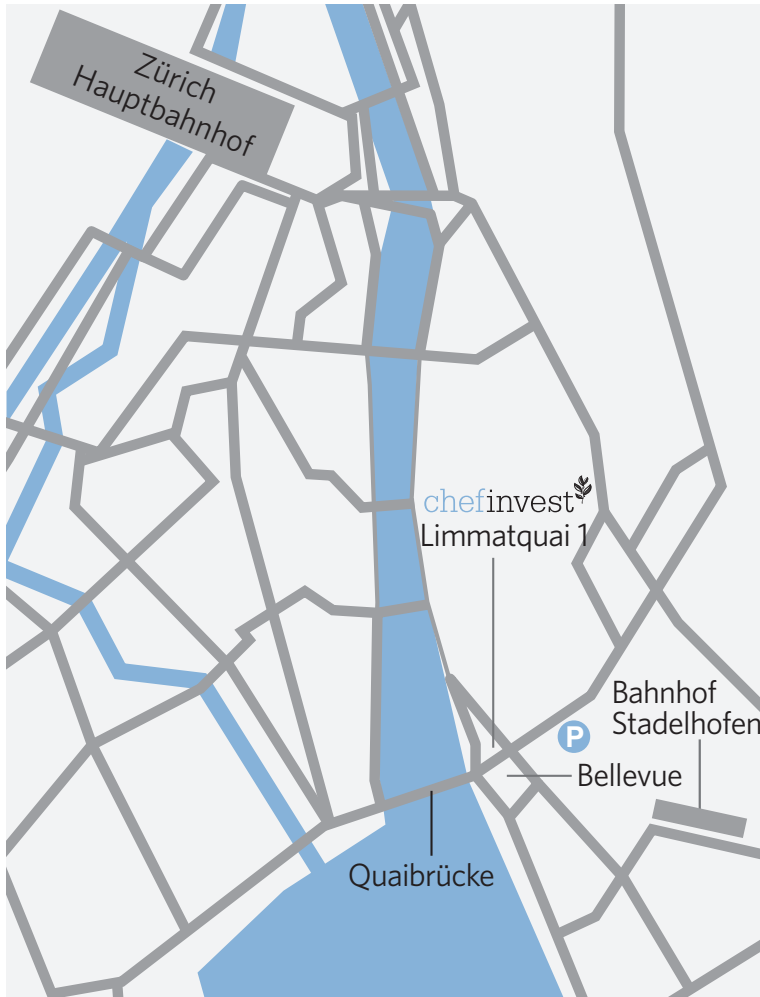 Zürich
Hauptbahnhof
chefinvest
Limmatquai 1
Bahnhof
Stadelhofen
P
Bellevue
Quaibrücke